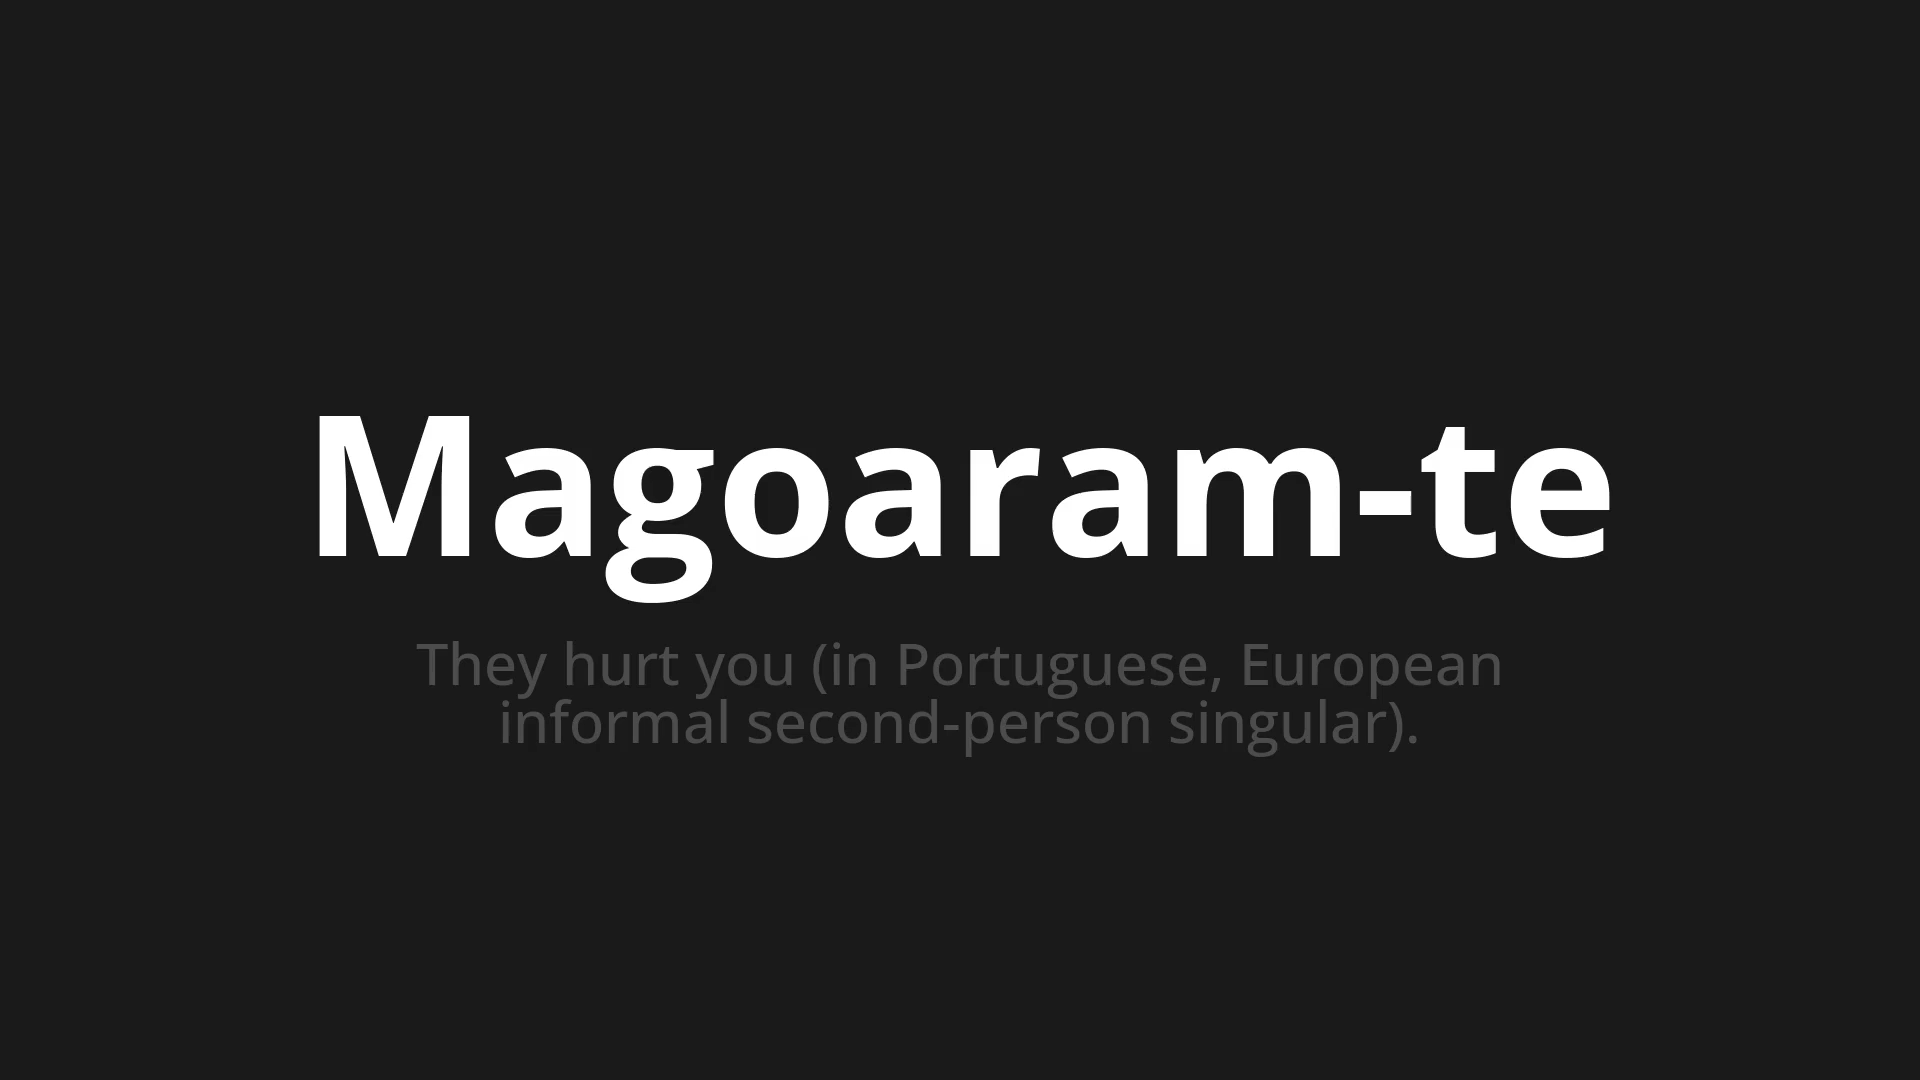 Magoaram-te
They hurt you (in Portuguese, European
informal second-person singular).